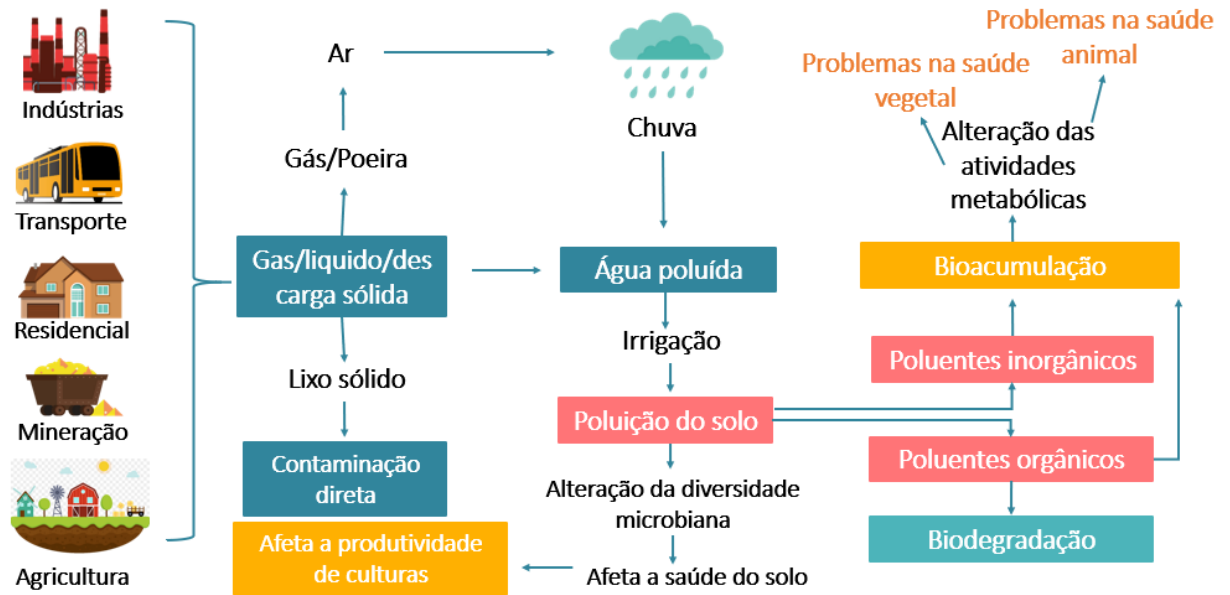 Indústrias
Transporte
Residencial
Mineração
Agricultura
Ar
Gás/Poeira
Gas/liquido/des
carga sólida
Lixo sólido
Contaminação
direta
Afeta a produtividade
de culturas
Chuva
Água poluída
Irrigação
Poluição do solo
Alteração da diversidade
microbiana
Afeta a saúde do solo
Problemas na saúde
vegetal
Problemas na saúde
animal
Alteração das
atividades
metabólicas
Bioacumulação
Poluentes inorgânicos
Poluentes orgânicos
Biodegradação